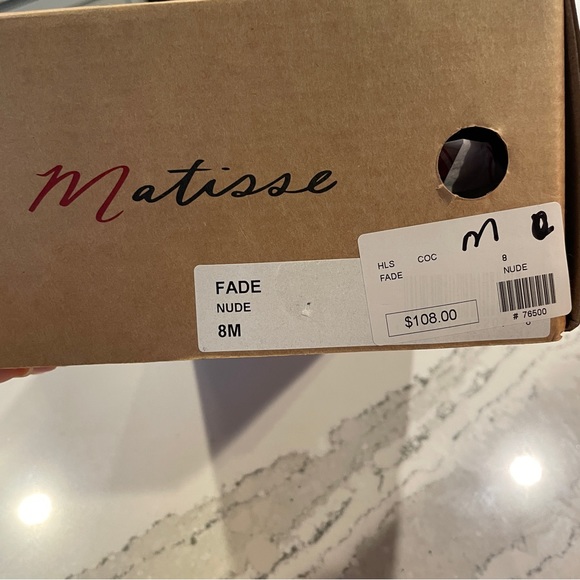 Matisse
FADE
NUDE
8M
M
HLS COC 8
FADE NUDE
$108.00
# 76500